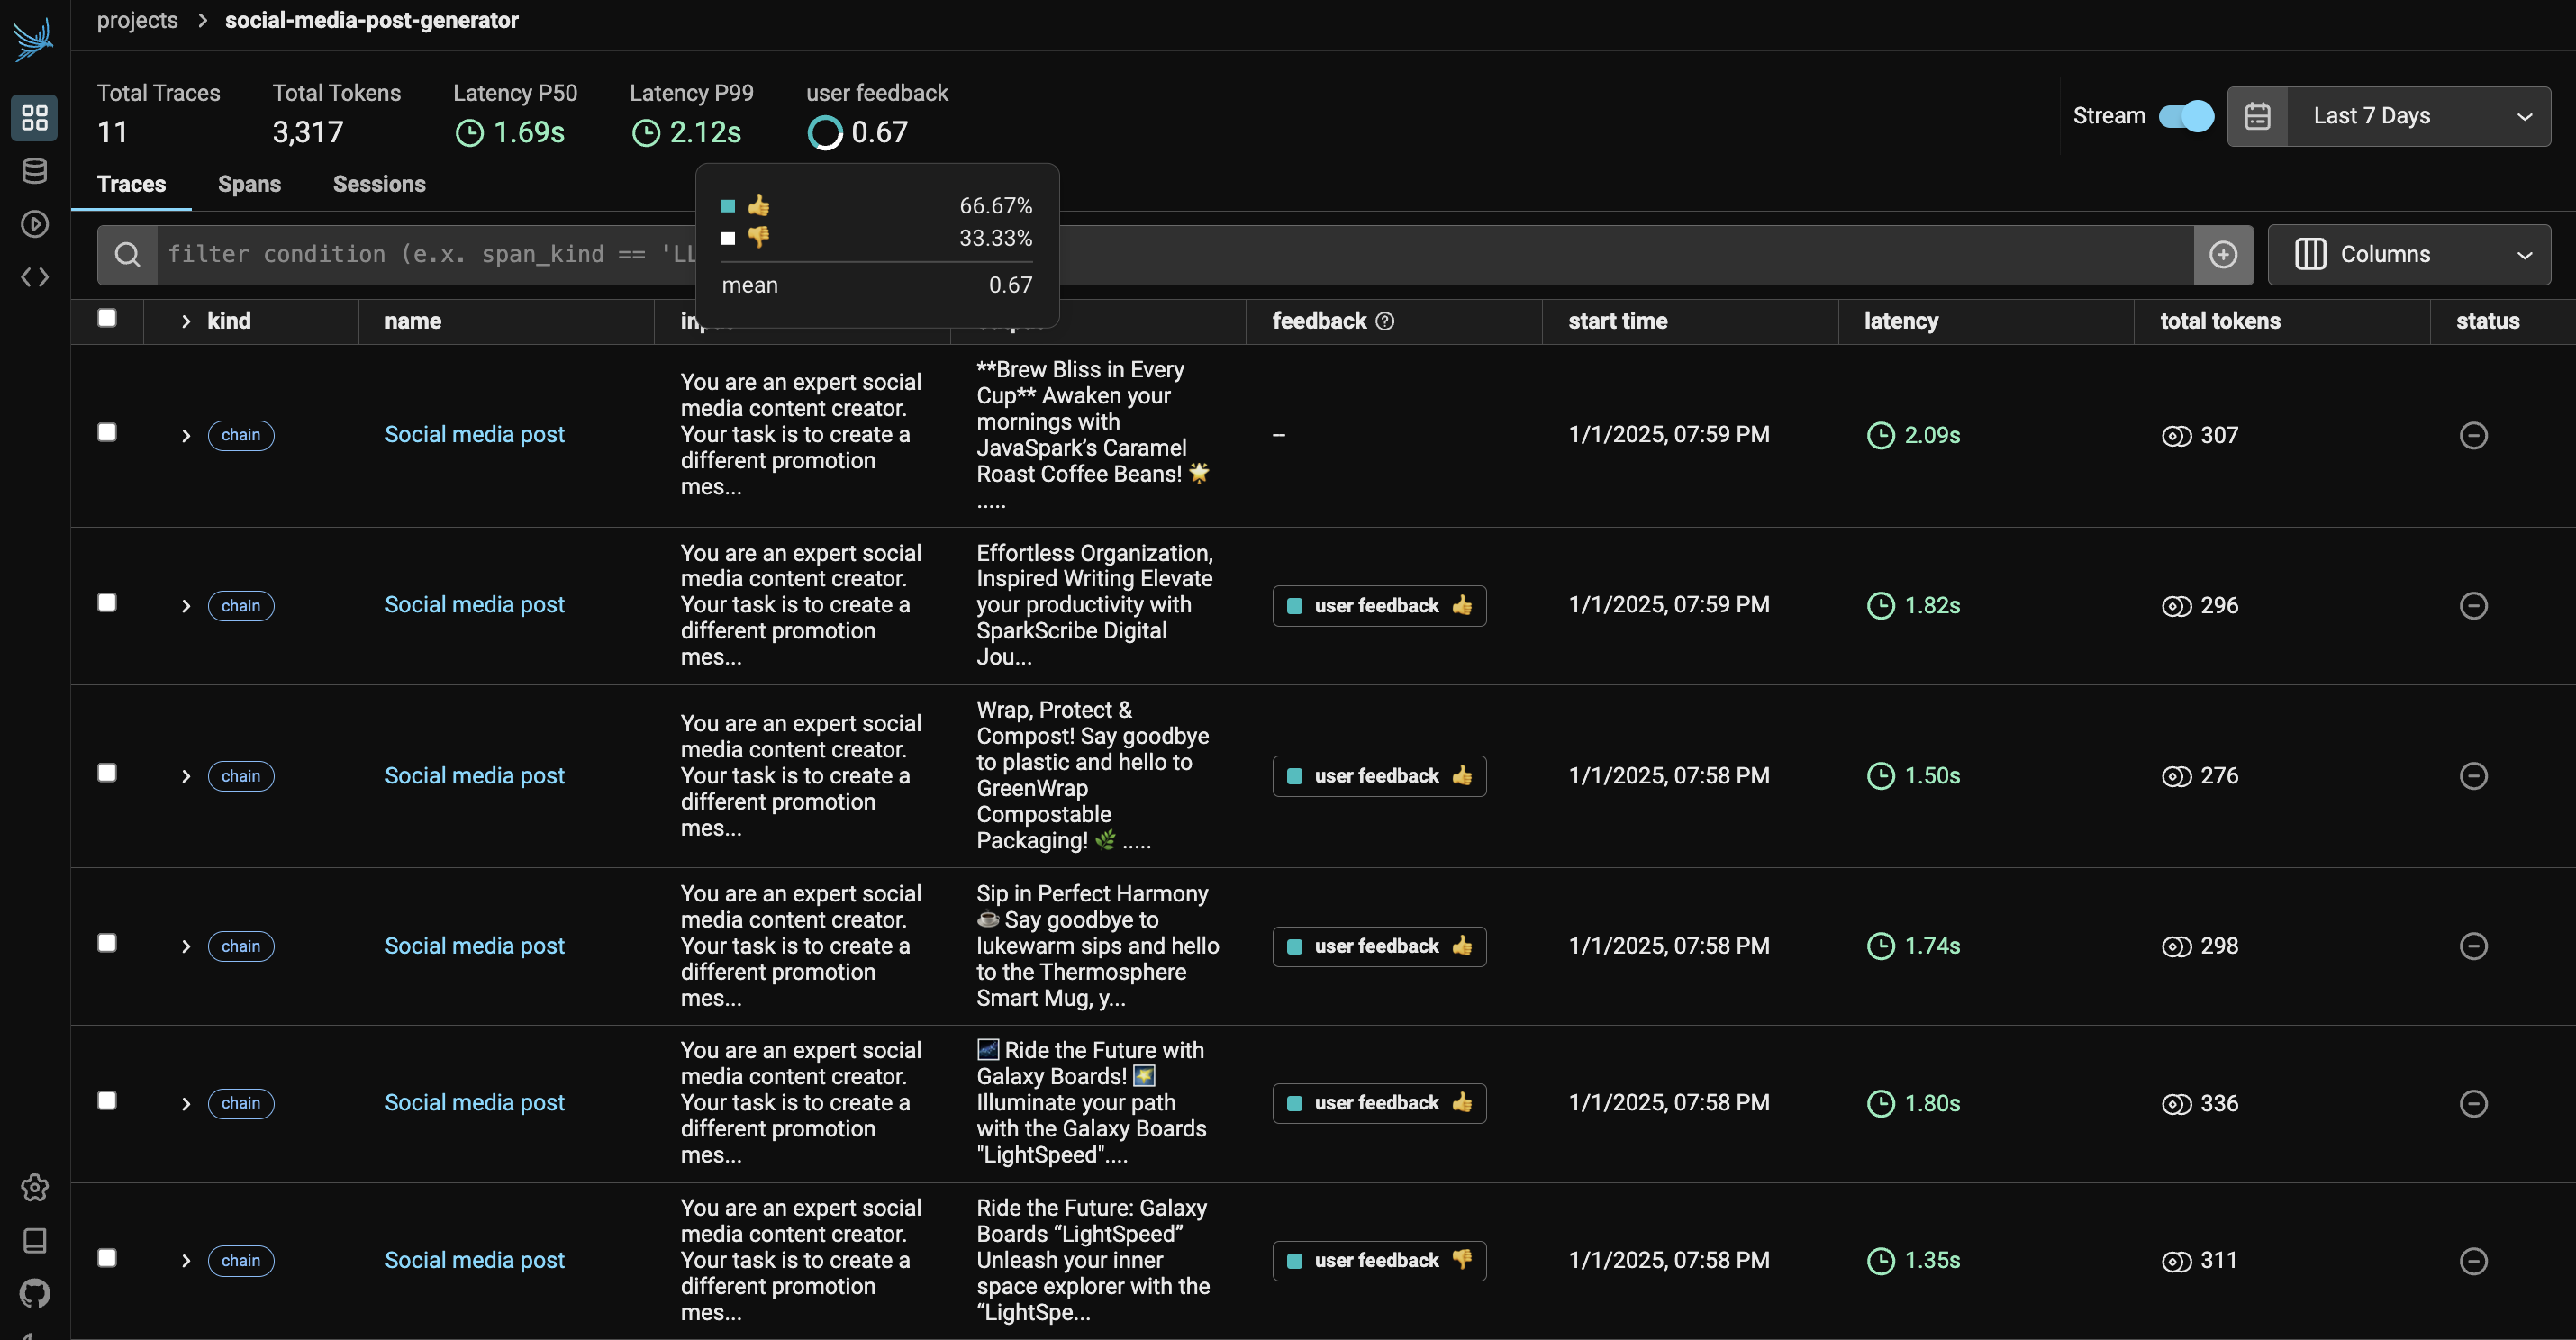 projects > social-media-post-generator
Total Traces
11
Total Tokens
3,317
Latency P50
1.69s
Latency P99
2.12s
user feedback
0.67
Stream
Last 7 Days
Traces
Spans
Sessions
👍 66.67%
👎 33.33%
mean 0.67
filter condition (e.x. span_kind == 'LL
Columns
kind
name
feedback
start time
latency
total tokens
status
chain
Social media post
You are an expert social
media content creator.
Your task is to create a
different promotion
mes...
**Brew Bliss in Every
Cup** Awaken your
mornings with
JavaSpark’s Caramel
Roast Coffee Beans! 🌟
.....
--
1/1/2025, 07:59 PM
2.09s
307
chain
Social media post
You are an expert social
media content creator.
Your task is to create a
different promotion
mes...
Effortless Organization,
Inspired Writing Elevate
your productivity with
SparkScribe Digital
Jou...
user feedback 👍
1/1/2025, 07:59 PM
1.82s
296
chain
Social media post
You are an expert social
media content creator.
Your task is to create a
different promotion
mes...
Wrap, Protect &
Compost! Say goodbye
to plastic and hello to
GreenWrap
Compostable
Packaging! 🌿 .....
user feedback 👍
1/1/2025, 07:58 PM
1.50s
276
chain
Social media post
You are an expert social
media content creator.
Your task is to create a
different promotion
mes...
Sip in Perfect Harmony
☕ Say goodbye to
lukewarm sips and hello
to the Thermosphere
Smart Mug, y...
user feedback 👍
1/1/2025, 07:58 PM
1.74s
298
chain
Social media post
You are an expert social
media content creator.
Your task is to create a
different promotion
mes...
🌌 Ride the Future with
Galaxy Boards! 🌠
Illuminate your path
with the Galaxy Boards
"LightSpeed"....
user feedback 👍
1/1/2025, 07:58 PM
1.80s
336
chain
Social media post
You are an expert social
media content creator.
Your task is to create a
different promotion
mes...
Ride the Future: Galaxy
Boards “LightSpeed”
Unleash your inner
space explorer with the
“LightSpe...
user feedback 👎
1/1/2025, 07:58 PM
1.35s
311